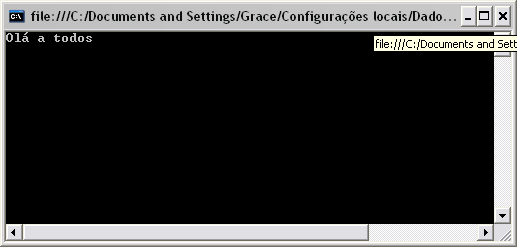 file:///C:/Documents and Settings/Grace/Configurações locais/Dado...
Olá a todos
file:///C:/Documents and Sett